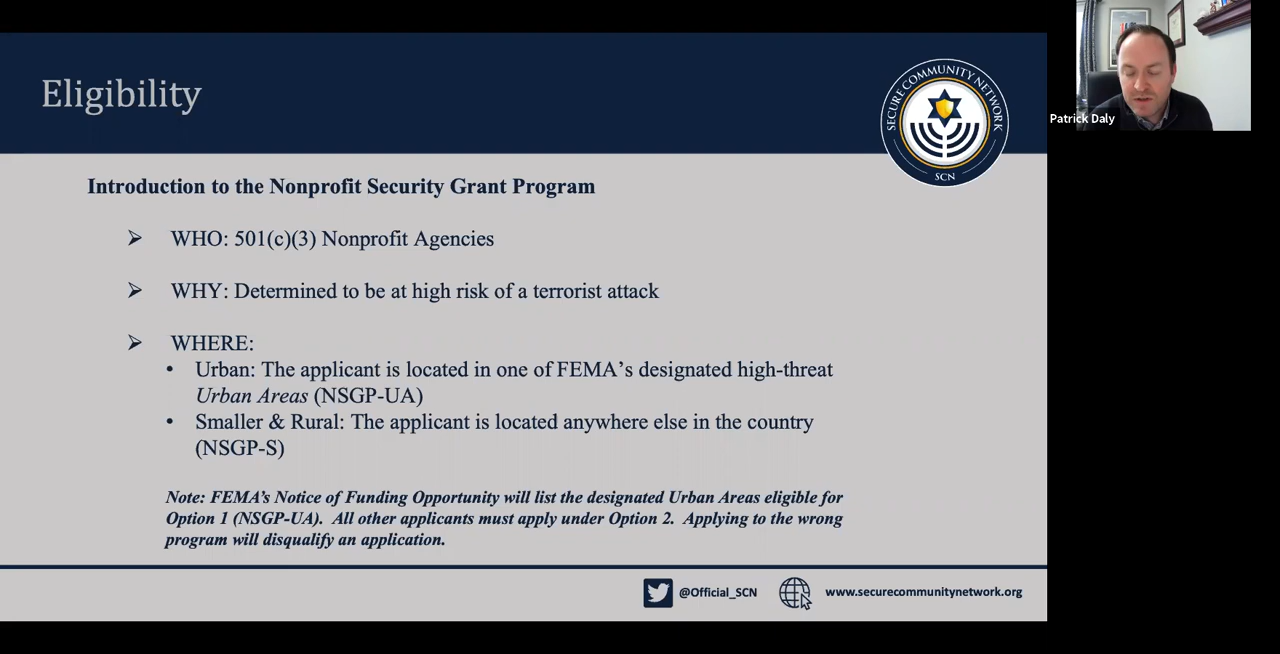 Eligibility
SECURE COMMUNITY NETWORK
SCN
Patrick Daly
Introduction to the Nonprofit Security Grant Program
WHO: 501(c)(3) Nonprofit Agencies
WHY: Determined to be at high risk of a terrorist attack
WHERE:
• Urban: The applicant is located in one of FEMA's designated high-threat
Urban Areas (NSGP-UA)
• Smaller & Rural: The applicant is located anywhere else in the country
(NSGP-S)
Note: FEMA's Notice of Funding Opportunity will list the designated Urban Areas eligible for
Option 1 (NSGP-UA). All other applicants must apply under Option 2. Applying to the wrong
program will disqualify an application.
@Official_SCN
www.securecommunitynetwork.org